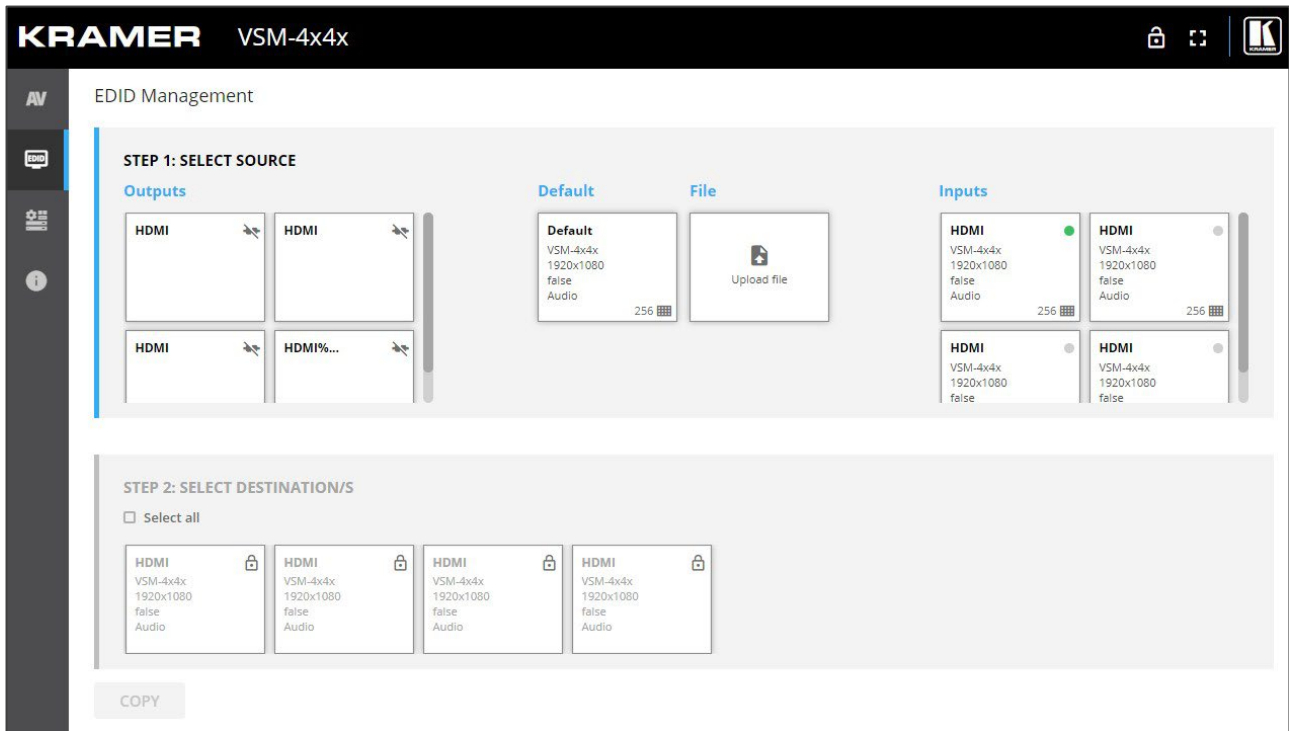 KRAMER VSM-4x4x
KRAMER
AV
EDID
EDID Management
STEP 1: SELECT SOURCE
Outputs
HDMI
HDMI
HDMI
HDMI%...
Default
Default
VSM-4x4x
1920x1080
false
Audio
256
File
Upload file
Inputs
HDMI
VSM-4x4x
1920x1080
false
Audio
256
HDMI
VSM-4x4x
1920x1080
false
Audio
256
HDMI
VSM-4x4x
1920x1080
false
HDMI
VSM-4x4x
1920x1080
false
STEP 2: SELECT DESTINATION/S
Select all
HDMI
VSM-4x4x
1920x1080
false
Audio
HDMI
VSM-4x4x
1920x1080
false
Audio
HDMI
VSM-4x4x
1920x1080
false
Audio
HDMI
VSM-4x4x
1920x1080
false
Audio
COPY